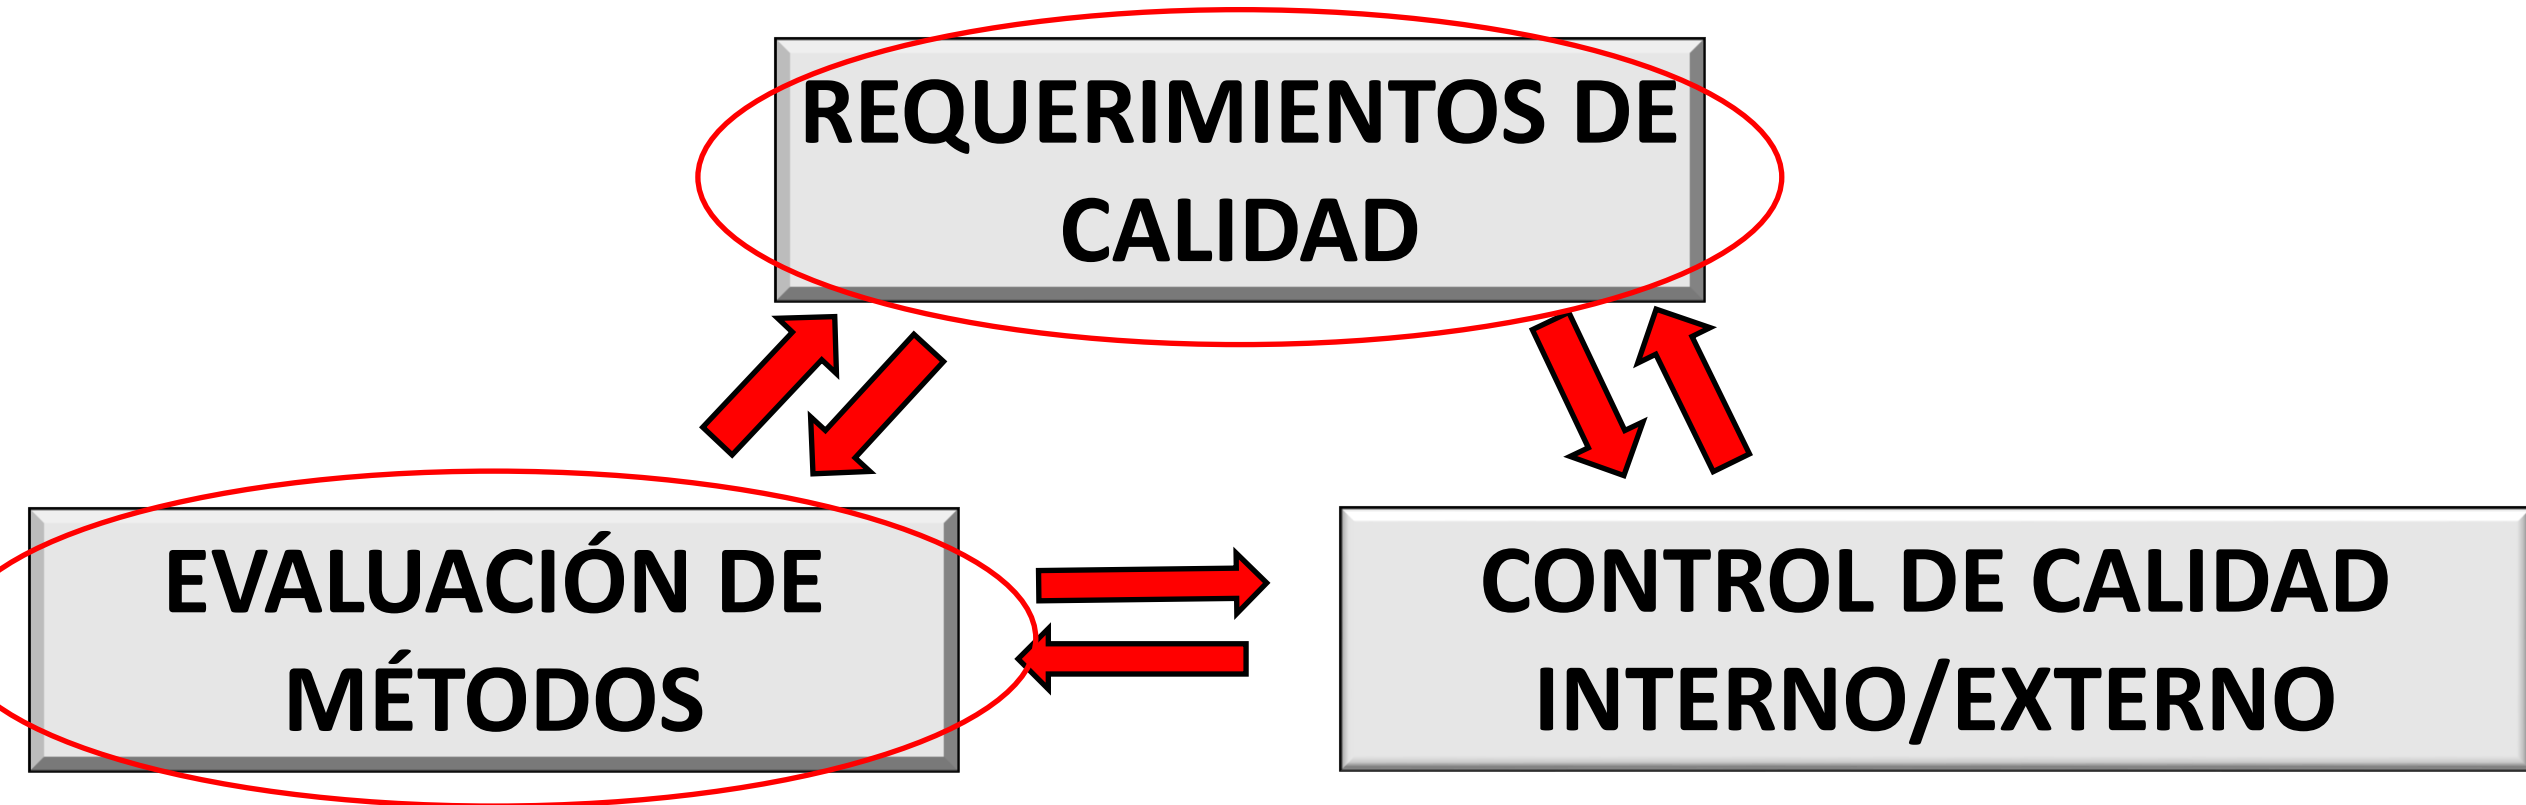 REQUERIMIENTOS DE
CALIDAD
EVALUACIÓN DE
MÉTODOS
CONTROL DE CALIDAD
INTERNO/EXTERNO